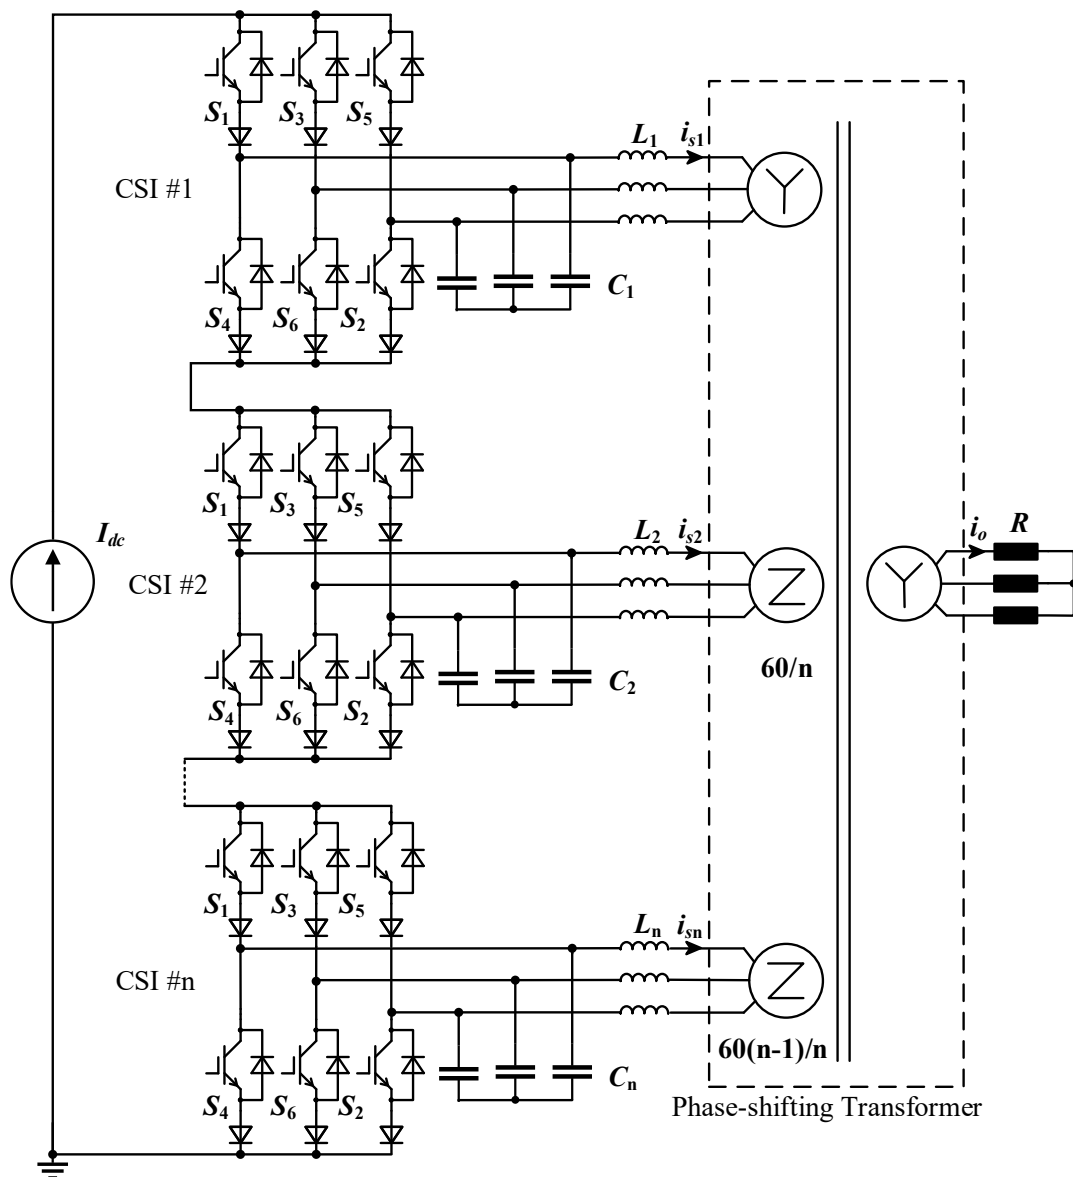 S1 S3 S5
L1 is1
CSI #1
S4 S6 S2 C1
S1 S3 S5
Idc
L2 is2
io R
CSI #2
60/n
S4 S6 S2 C2
S1 S3 S5
Ln isn
CSI #n
60(n-1)/n
S4 S6 S2 Cn
Phase-shifting Transformer